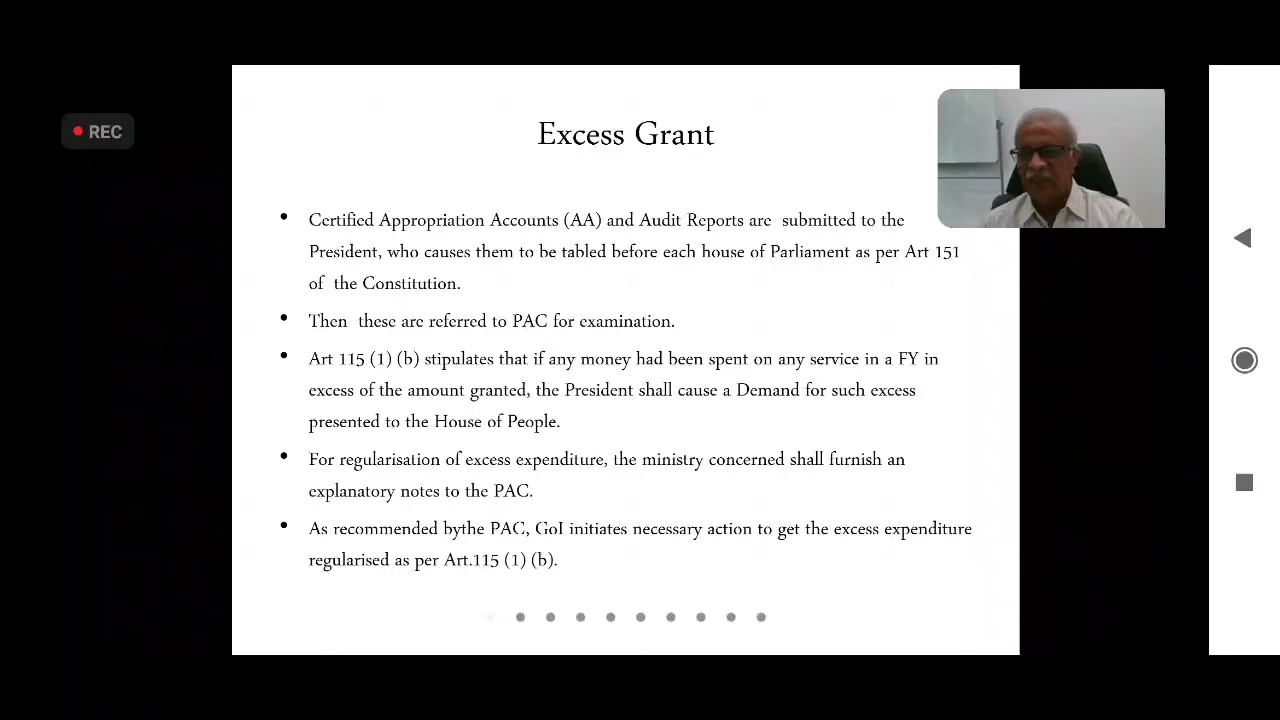 REC
Excess Grant
• Certified Appropriation Accounts (AA) and Audit Reports are submitted to the
President, who causes them to be tabled before each house of Parliament as per Art 151
of the Constitution.
• Then these are referred to PAC for examination.
• Art 115 (1) (b) stipulates that if any money had been spent on any service in a FY in
excess of the amount granted, the President shall cause a Demand for such excess
presented to the House of People.
• For regularisation of excess expenditure, the ministry concerned shall furnish an
explanatory notes to the PAC.
• As recommended bythe PAC, GoI initiates necessary action to get the excess expenditure
regularised as per Art.115 (1) (b).